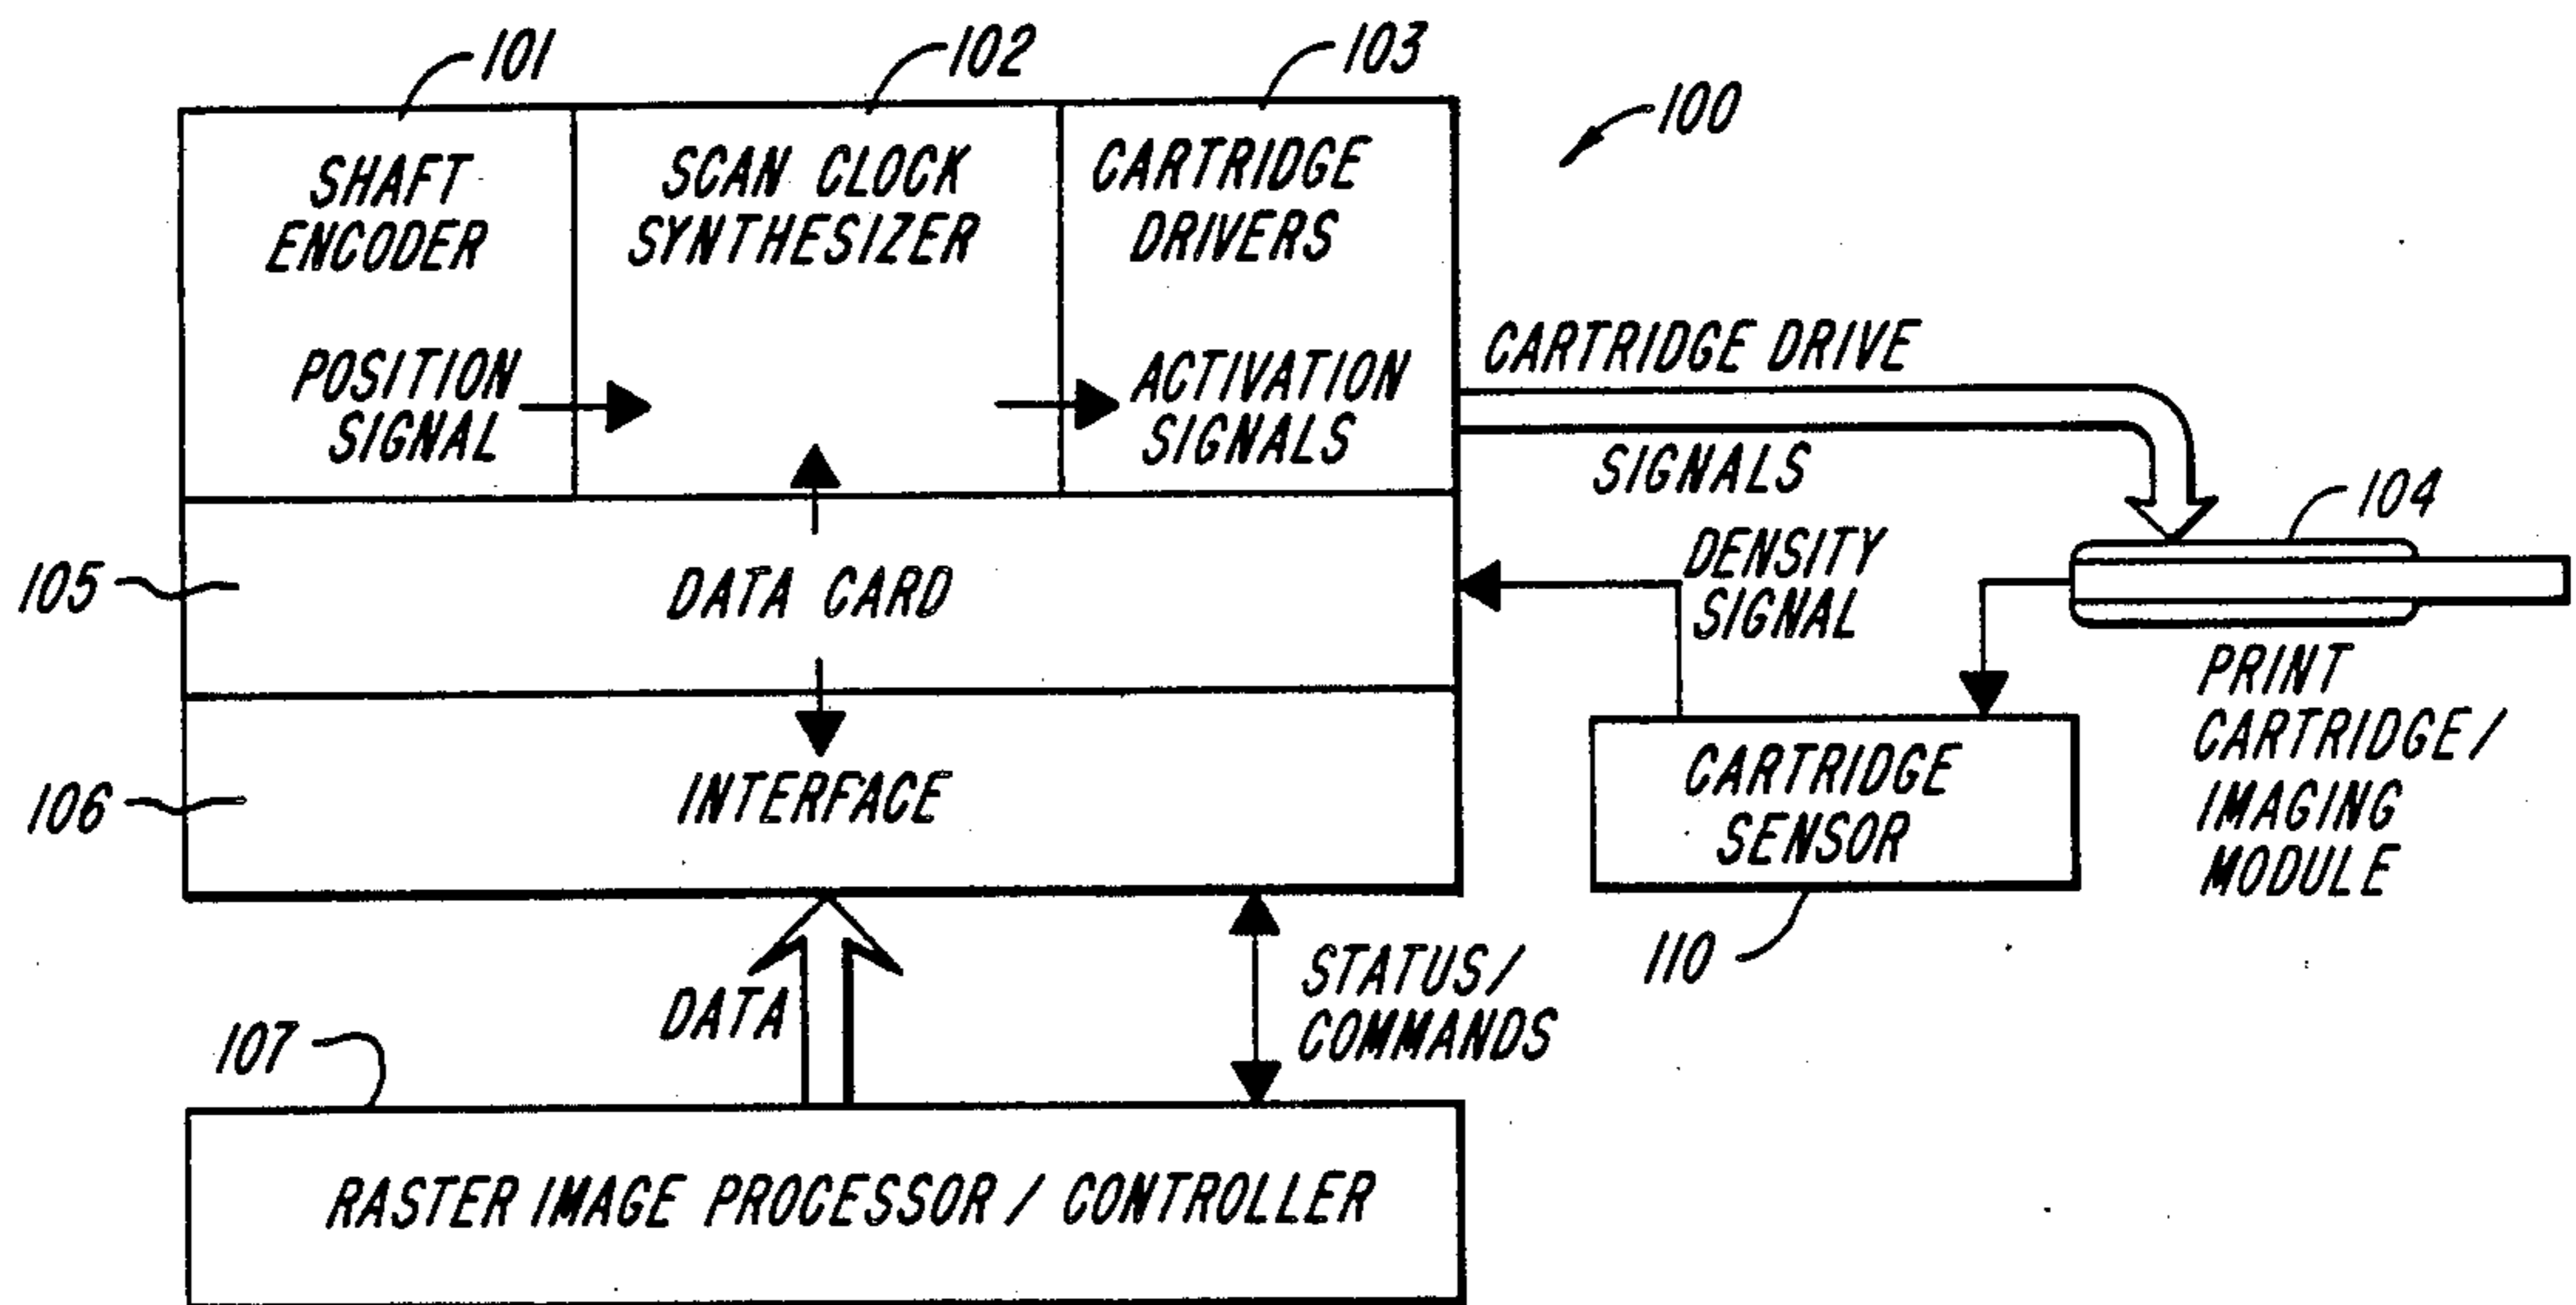 101
102
103
100
SHAFT
ENCODER
SCAN CLOCK
SYNTHESIZER
CARTRIDGE
DRIVERS
POSITION
SIGNAL
ACTIVATION
SIGNALS
CARTRIDGE DRIVE
SIGNALS
104
105
DATA CARD
DENSITY
SIGNAL
PRINT
CARTRIDGE/
IMAGING
MODULE
106
INTERFACE
CARTRIDGE
SENSOR
110
DATA
STATUS/
COMMANDS
107
RASTER IMAGE PROCESSOR / CONTROLLER